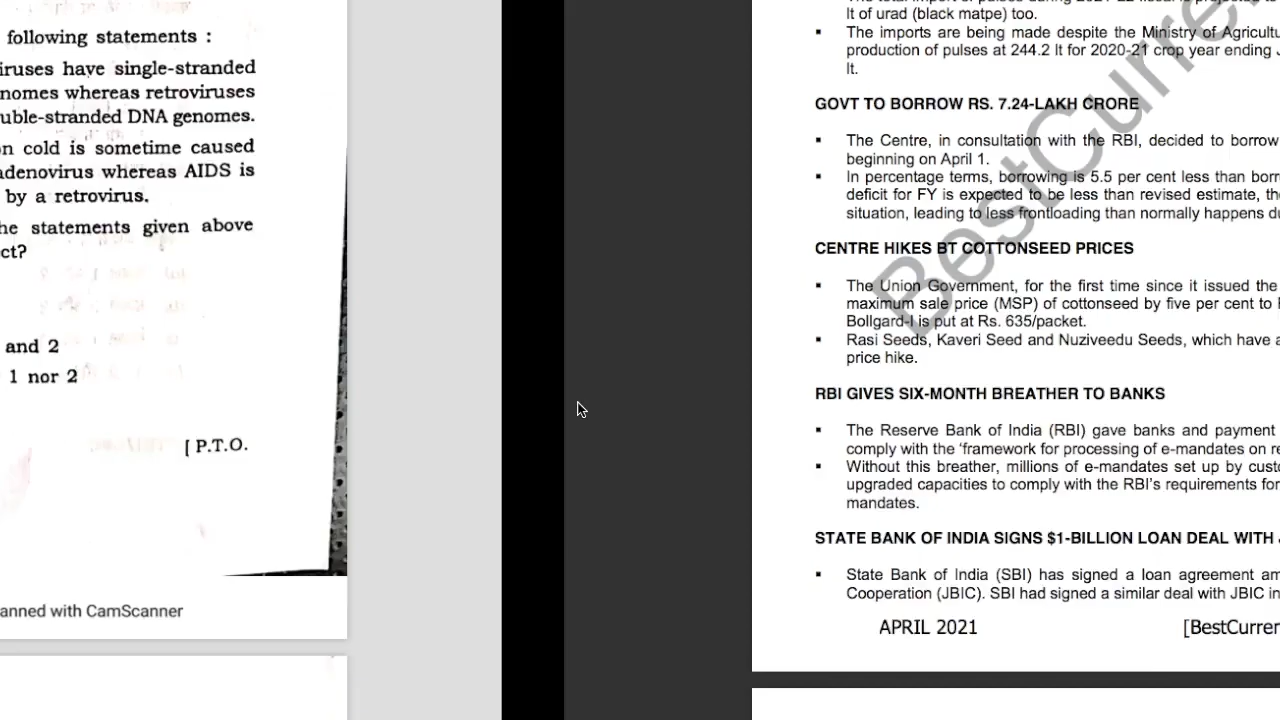 following statements :
iruses have single-stranded
nomes whereas retroviruses
uble-stranded DNA genomes.
on cold is sometime caused
adenovirus whereas AIDS is
by a retrovirus.
he statements given above
ct?
and 2
1 nor 2
[ P.T.O.
anned with CamScanner
lt of urad (black matpe) too.
▪ The imports are being made despite the Ministry of Agricultu
production of pulses at 244.2 lt for 2020-21 crop year ending
lt.
GOVT TO BORROW RS. 7.24-LAKH CRORE
▪ The Centre, in consultation with the RBI, decided to borrow
beginning on April 1.
▪ In percentage terms, borrowing is 5.5 per cent less than borr
deficit for FY is expected to be less than revised estimate, the
situation, leading to less frontloading than normally happens du
CENTRE HIKES BT COTTONSEED PRICES
▪ The Union Government, for the first time since it issued the
maximum sale price (MSP) of cottonseed by five per cent to
Bollgard-I is put at Rs. 635/packet.
▪ Rasi Seeds, Kaveri Seed and Nuziveedu Seeds, which have a
price hike.
RBI GIVES SIX-MONTH BREATHER TO BANKS
▪ The Reserve Bank of India (RBI) gave banks and payment
comply with the 'framework for processing of e-mandates on re
▪ Without this breather, millions of e-mandates set up by custo
upgraded capacities to comply with the RBI's requirements for
mandates.
STATE BANK OF INDIA SIGNS $1-BILLION LOAN DEAL WITH
▪ State Bank of India (SBI) has signed a loan agreement am
Cooperation (JBIC). SBI had signed a similar deal with JBIC in
APRIL 2021
[BestCurren
BestCurre